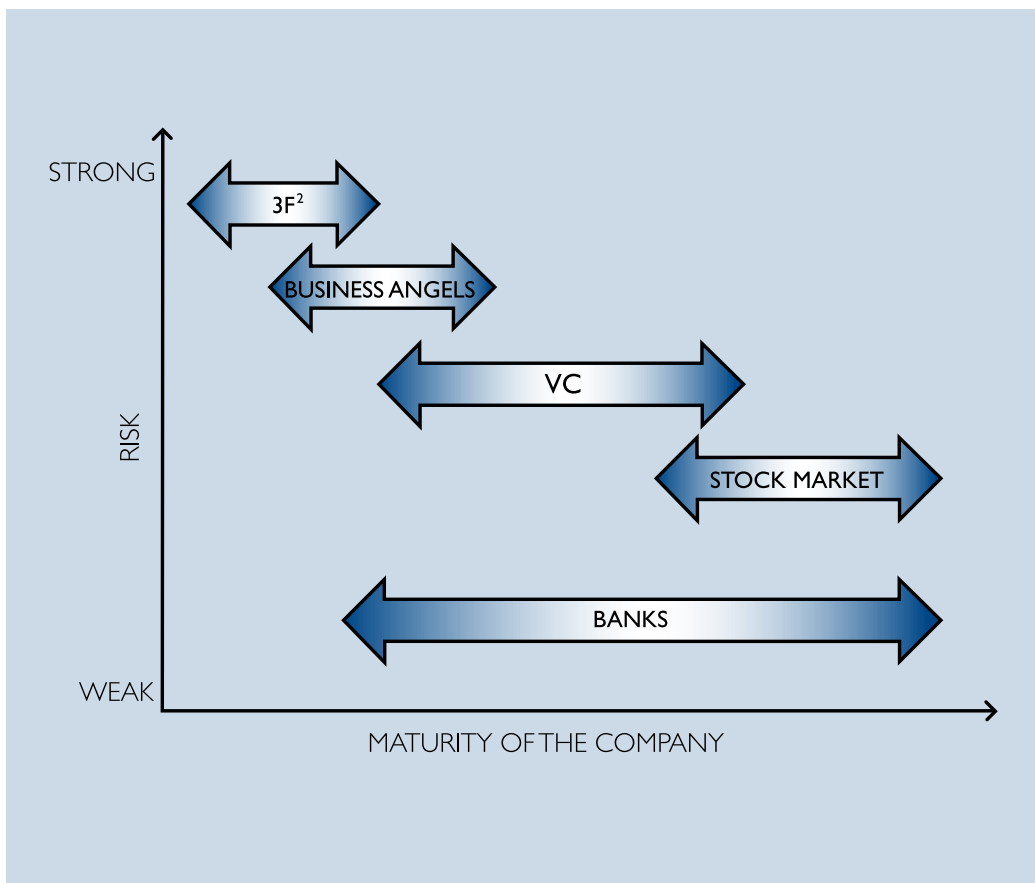 STRONG
3F²
BUSINESS ANGELS
VC
RISK
STOCK MARKET
BANKS
WEAK
MATURITY OF THE COMPANY